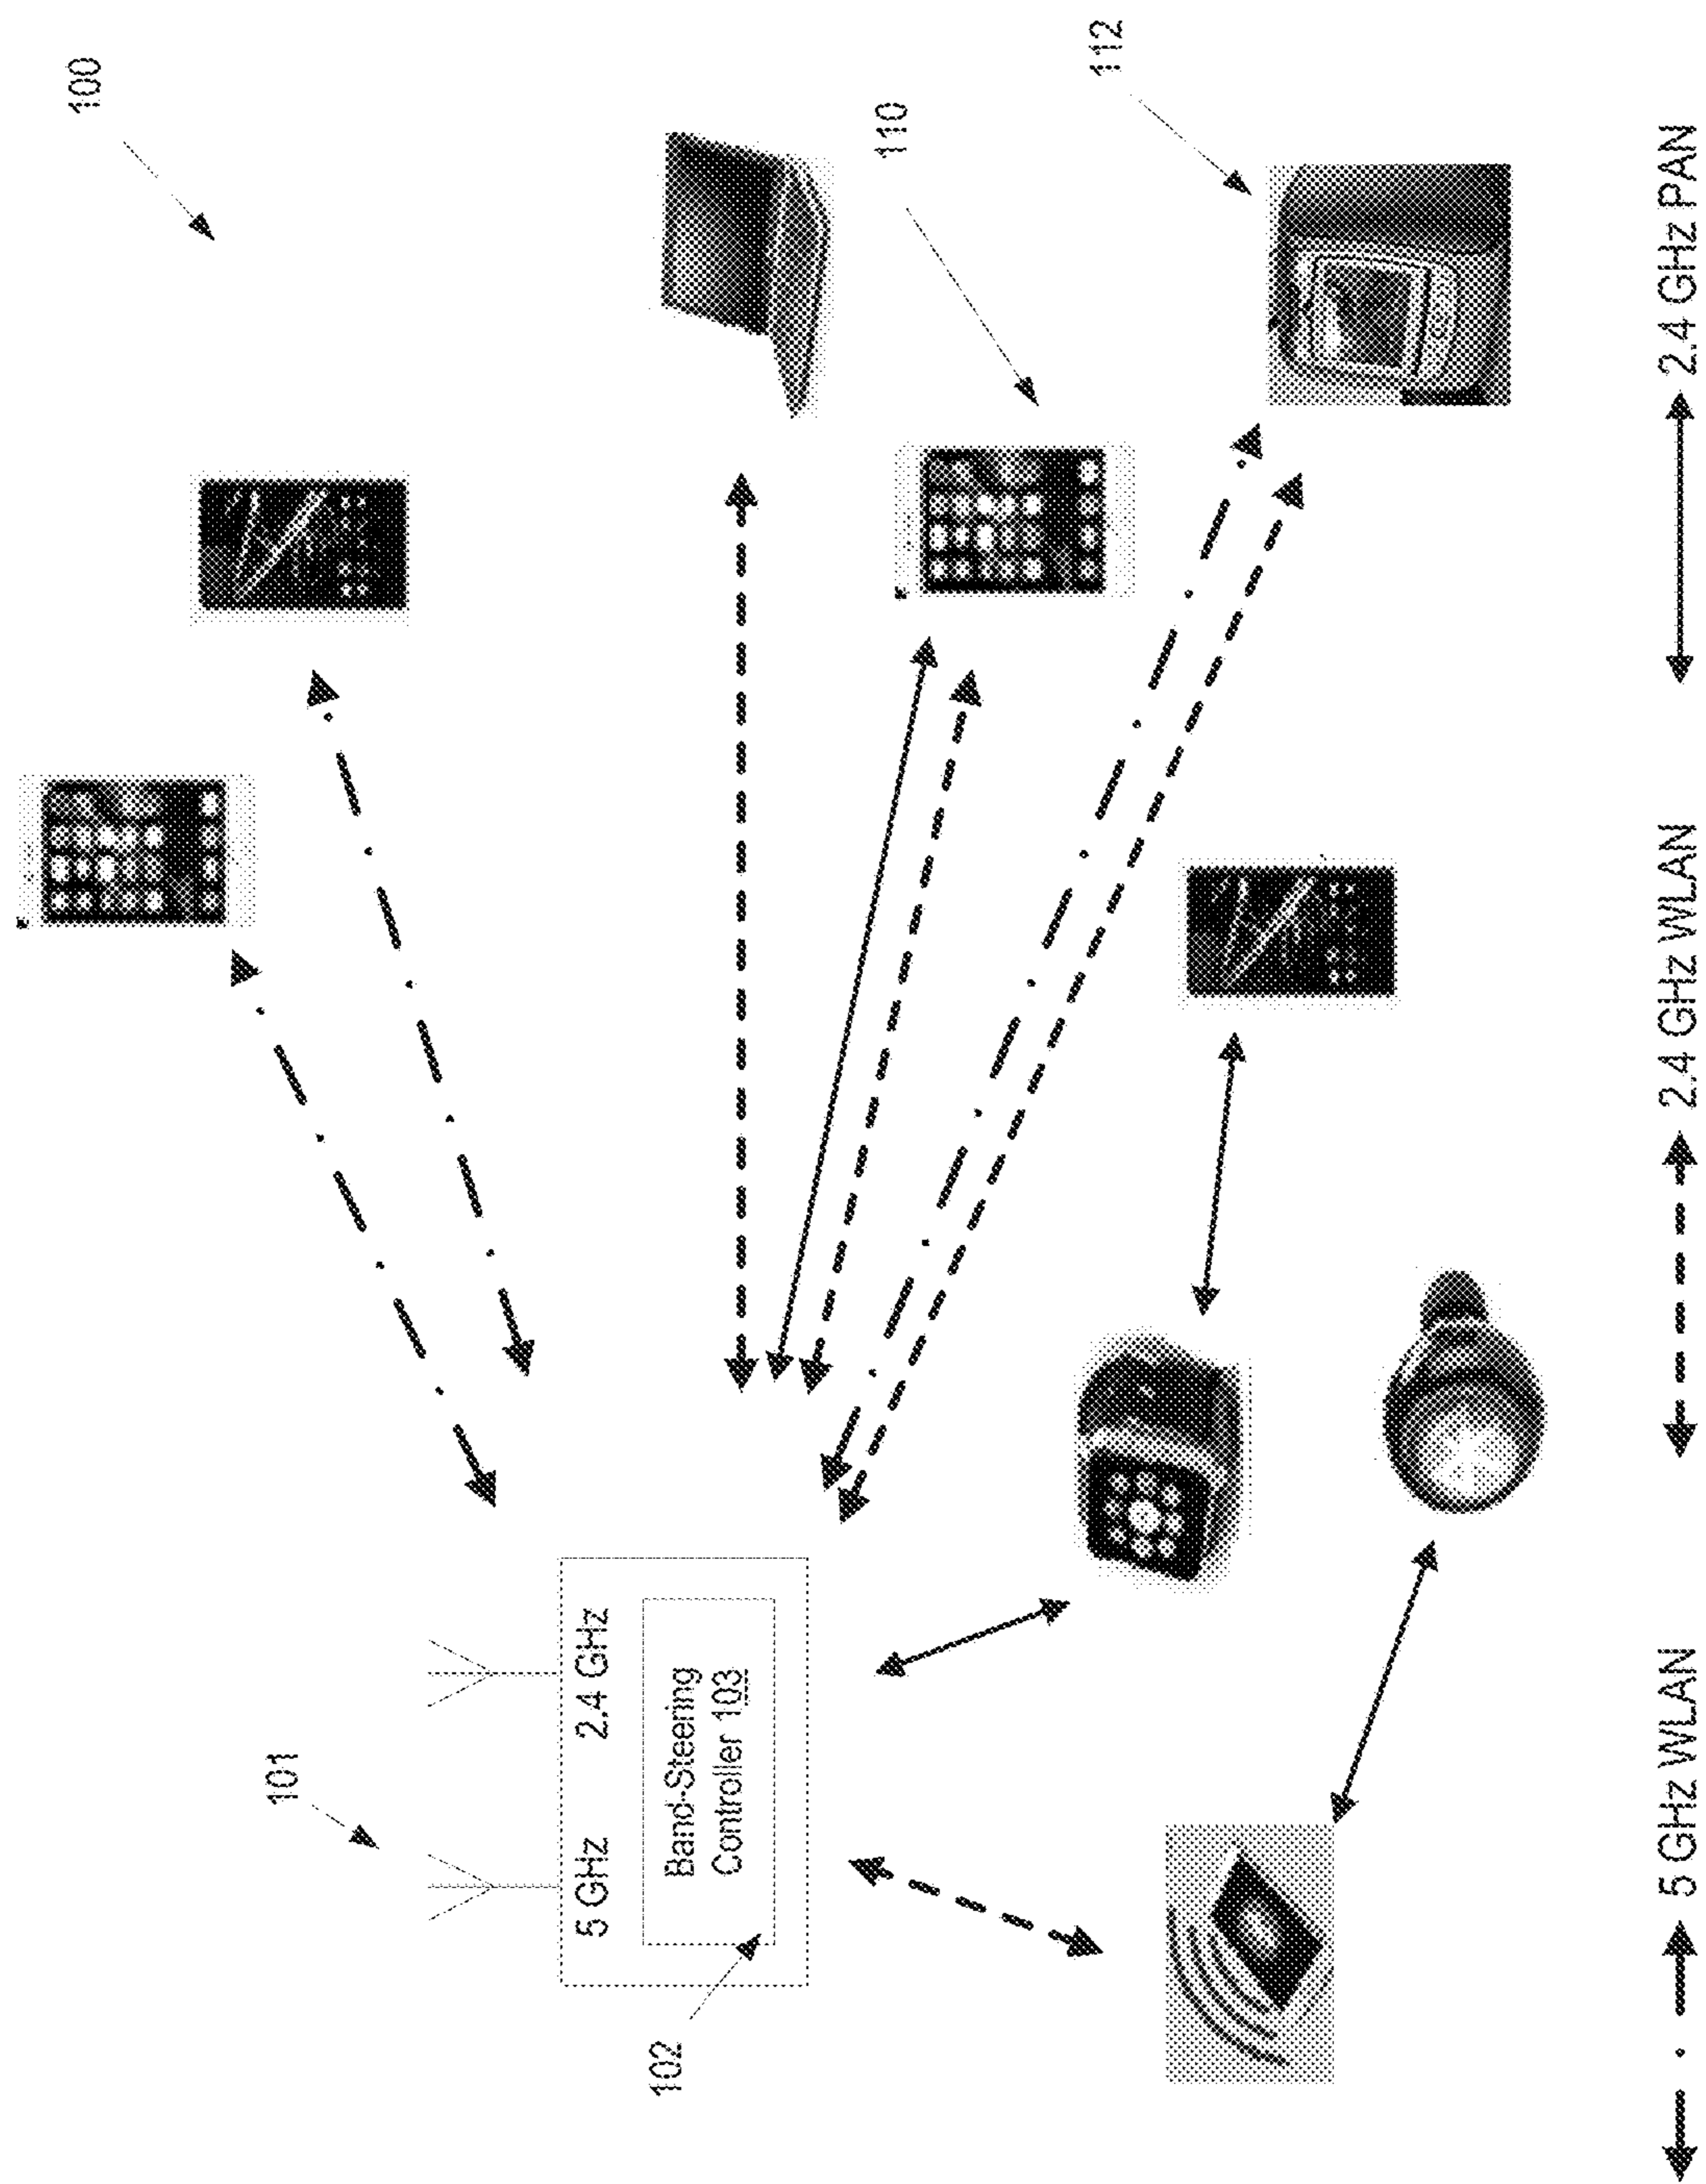 100
101
102
5 GHz 2.4 GHz
Band-Steering
Controller 103
110
112
5 GHz WLAN
2.4 GHz WLAN
2.4 GHz PAN